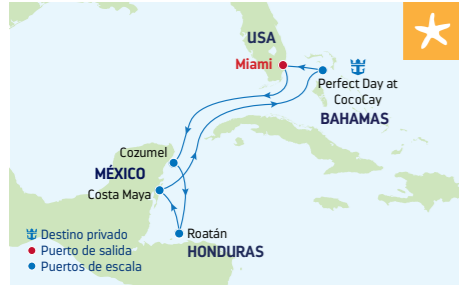 USA
Miami
Perfect Day at
CocoCay
BAHAMAS
Cozumel
MÉXICO
Costa Maya
Roatán
HONDURAS
Destino privado
Puerto de salida
Puertos de escala